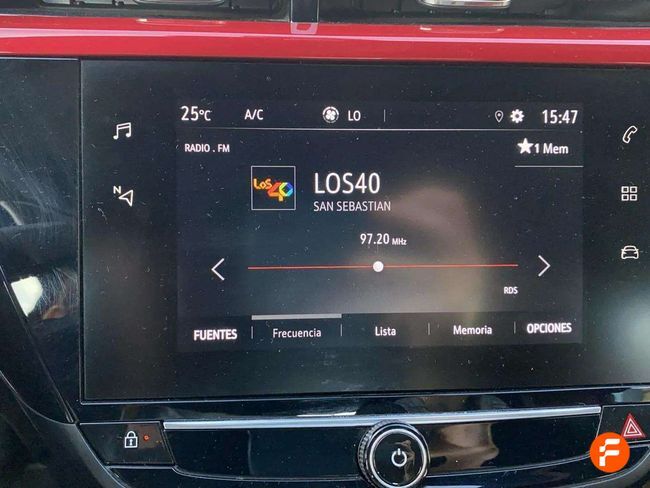 25°C A/C LO 15:47
RADIO . FM
1 Mem
LOS40
LOS40
SAN SEBASTIAN
97.20 MHz
N
RDS
FUENTES Frecuencia Lista Memoria OPCIONES
F